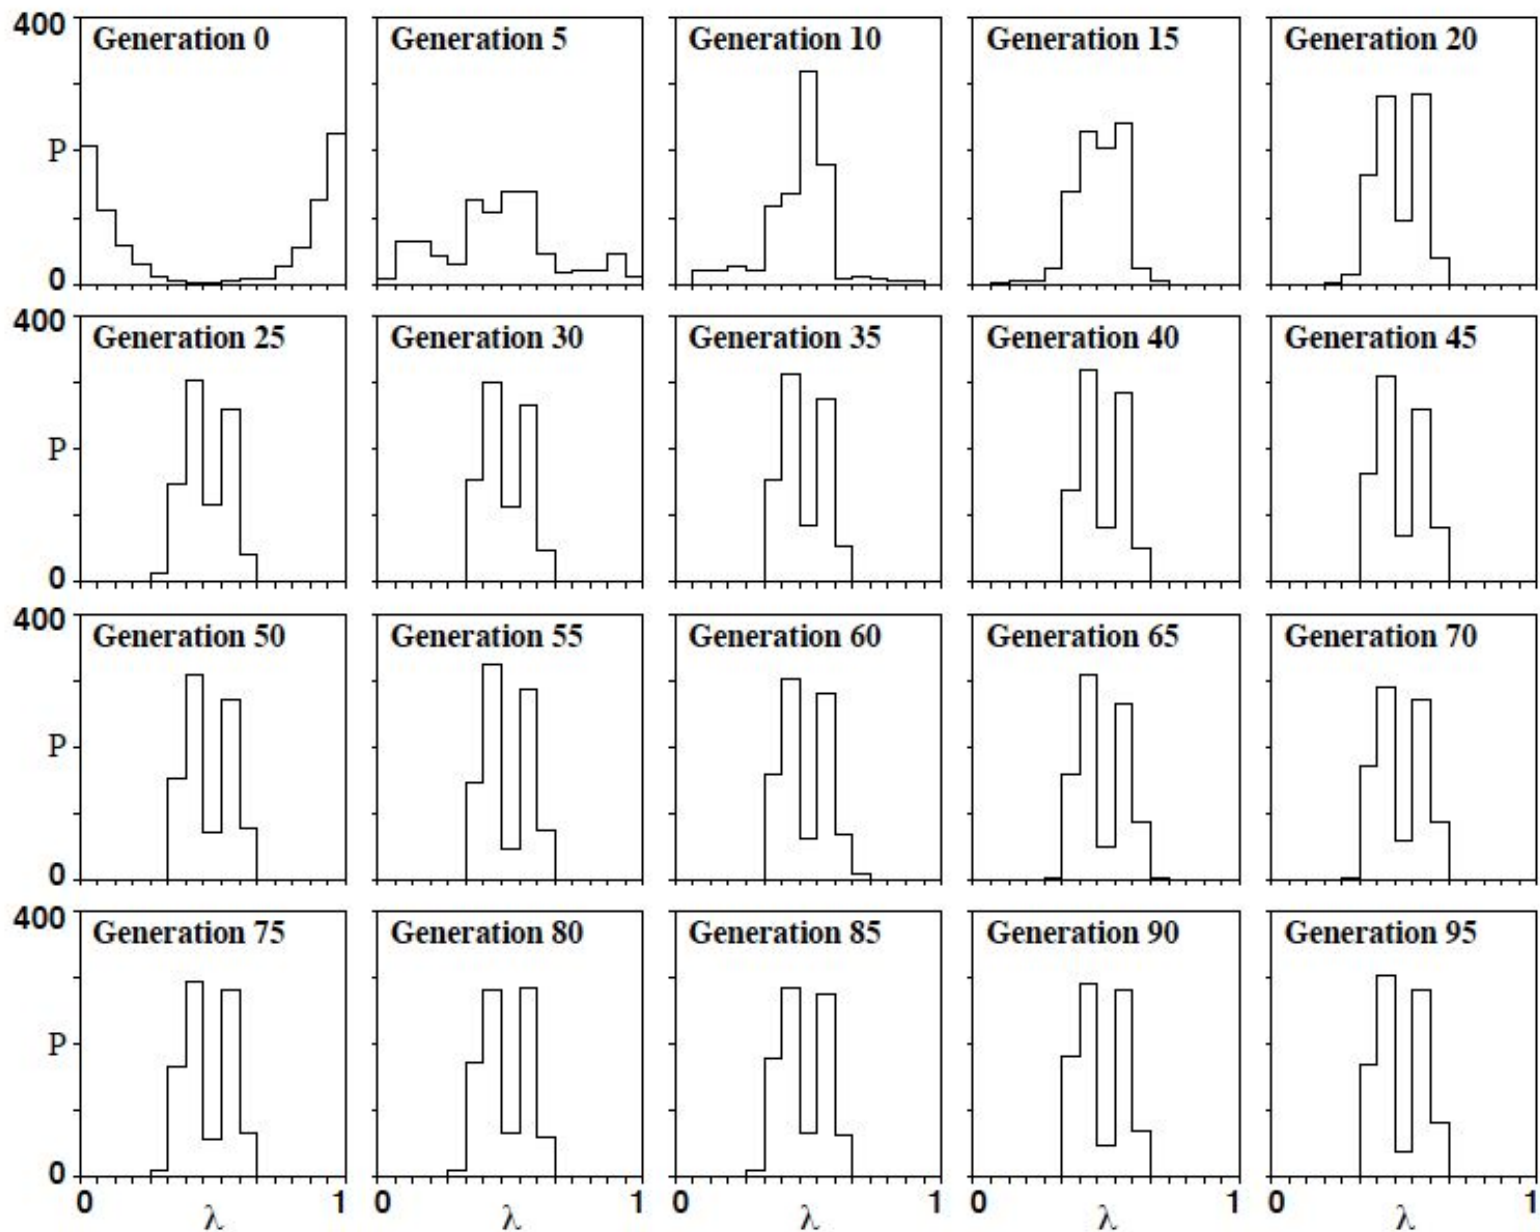 400 Generation 0 Generation 5 Generation 10 Generation 15 Generation 20
P
0
400 Generation 25 Generation 30 Generation 35 Generation 40 Generation 45
P
0
400 Generation 50 Generation 55 Generation 60 Generation 65 Generation 70
P
0
400 Generation 75 Generation 80 Generation 85 Generation 90 Generation 95
P
0
0 λ 1 0 λ 1 0 λ 1 0 λ 1 0 λ 1